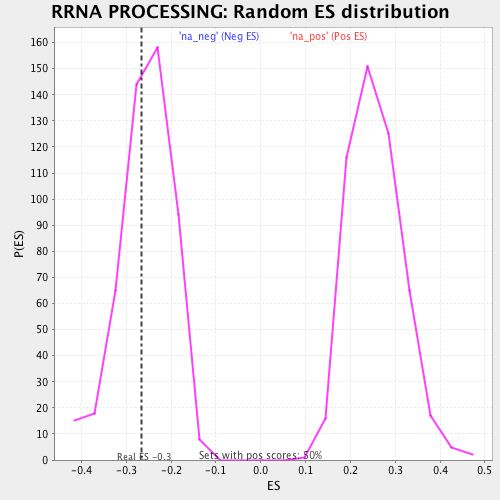 RRNA PROCESSING: Random ES distribution
'na_neg' (Neg ES) 'na_pos' (Pos ES)
160
150
140
130
120
110
100
90
80
70
60
50
40
30
20
10
0
P(ES)
Real ES -0.3 Sets with pos scores: 50%
-0.4 -0.3 -0.2 -0.1 0.0 0.1 0.2 0.3 0.4 0.5
ES